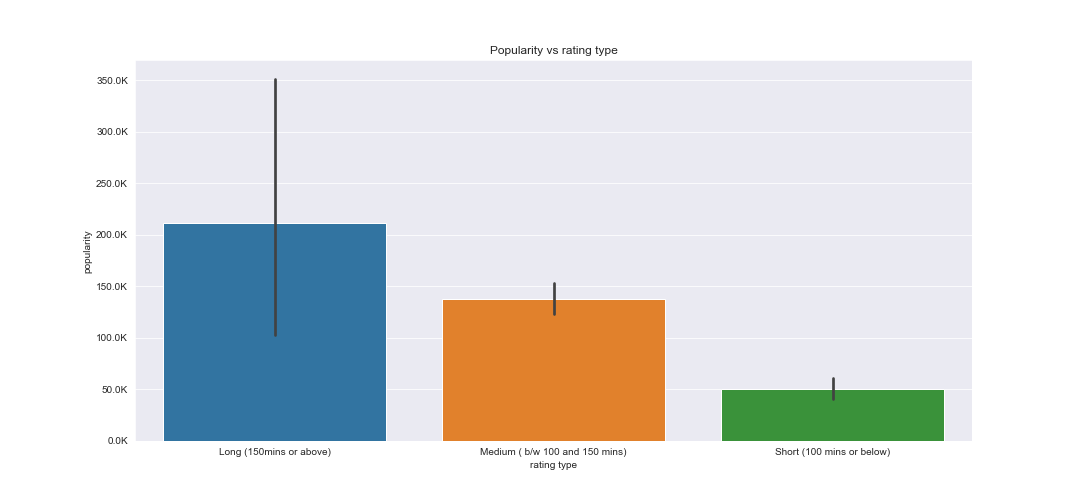 Popularity vs rating type
350.0K
300.0K
250.0K
200.0K
150.0K
100.0K
50.0K
0.0K
popularity
Long (150mins or above)
Medium ( b/w 100 and 150 mins)
Short (100 mins or below)
rating type